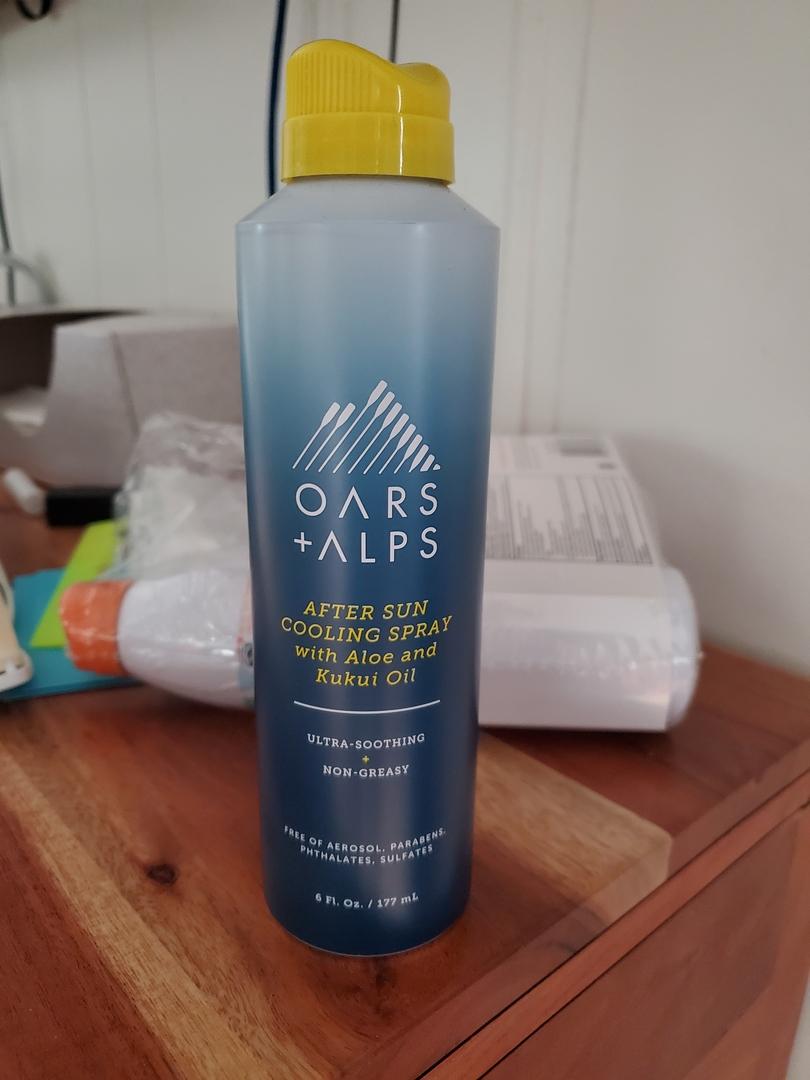 OARS
+ALPS
AFTER SUN
COOLING SPRAY
with Aloe and
Kukui Oil
ULTRA-SOOTHING
+
NON-GREASY
FREE OF AEROSOL, PARABENS,
PHTHALATES, SULFATES
6 Fl. Oz. / 177 mL